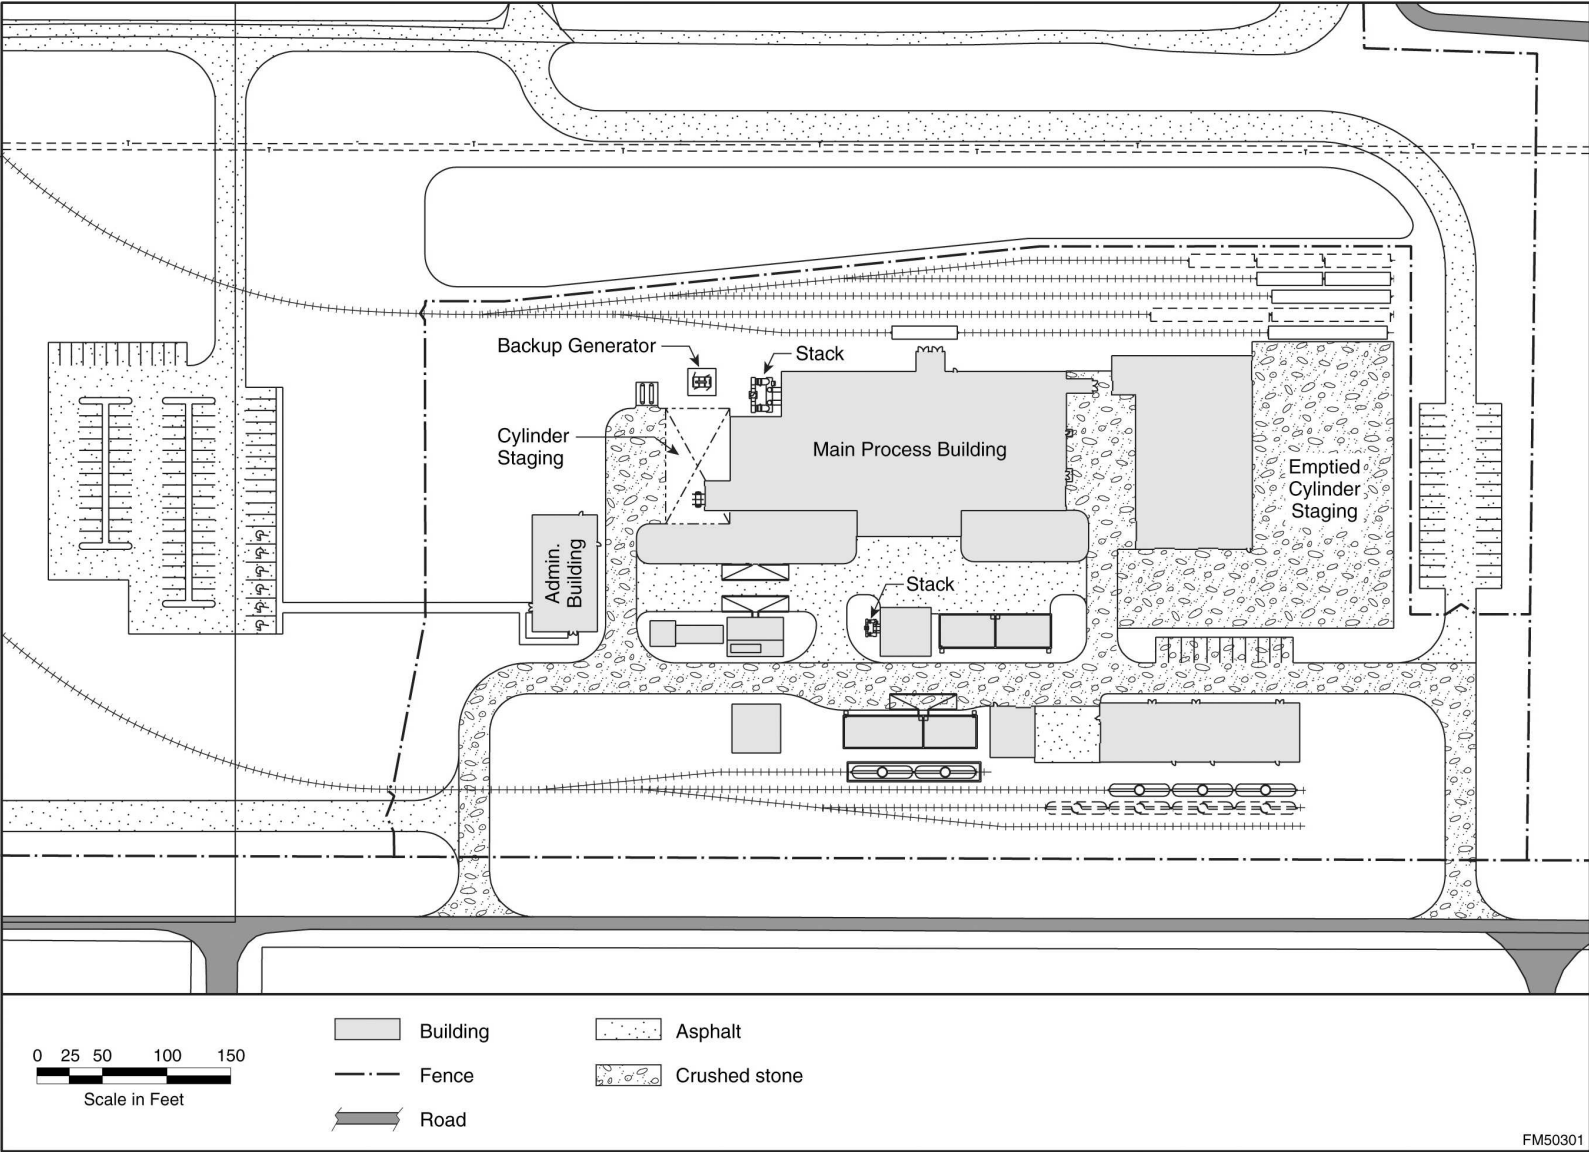 Backup Generator
Stack
Cylinder
Staging
Main Process Building
Emptied
Cylinder
Staging
Admin.
Building
Stack
0 25 50 100 150
Scale in Feet
Building
Fence
Road
Asphalt
Crushed stone
FM50301